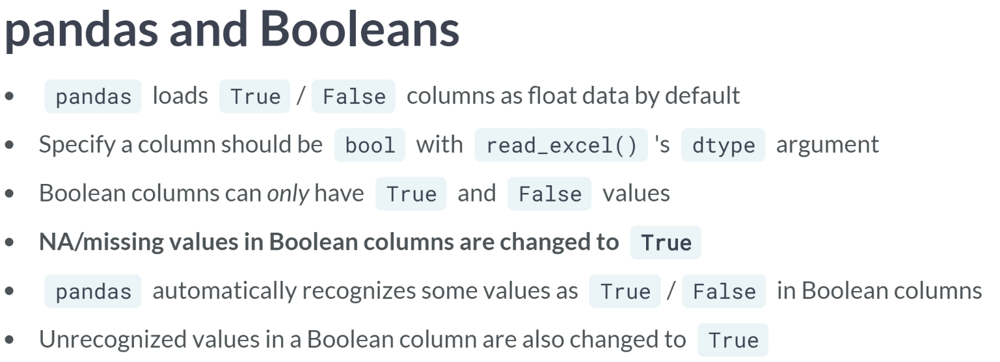 pandas and Booleans
• pandas loads True / False columns as float data by default
• Specify a column should be bool with read_excel() 's dtype argument
• Boolean columns can only have True and False values
• NA/missing values in Boolean columns are changed to True
• pandas automatically recognizes some values as True / False in Boolean columns
• Unrecognized values in a Boolean column are also changed to True